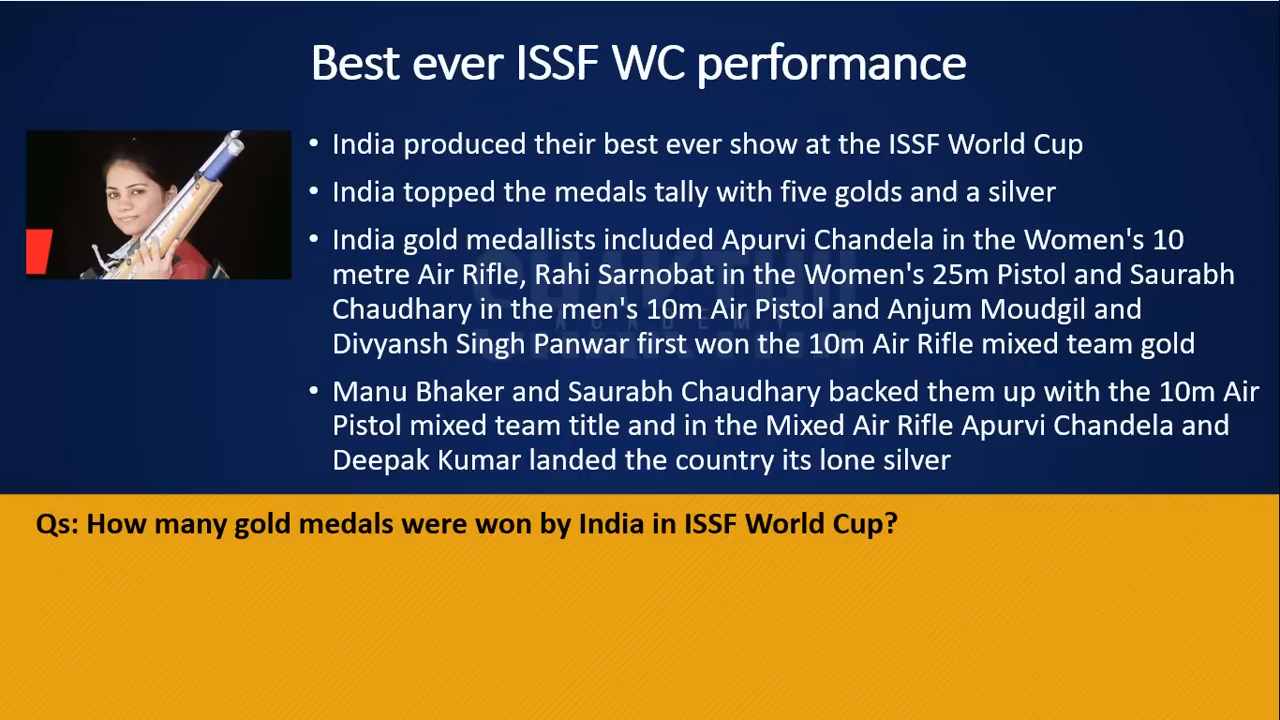 Best ever ISSF WC performance
• India produced their best ever show at the ISSF World Cup
• India topped the medals tally with five golds and a silver
• India gold medallists included Apurvi Chandela in the Women's 10
metre Air Rifle, Rahi Sarnobat in the Women's 25m Pistol and Saurabh
Chaudhary in the men's 10m Air Pistol and Anjum Moudgil and
Divyansh Singh Panwar first won the 10m Air Rifle mixed team gold
• Manu Bhaker and Saurabh Chaudhary backed them up with the 10m Air
Pistol mixed team title and in the Mixed Air Rifle Apurvi Chandela and
Deepak Kumar landed the country its lone silver
Qs: How many gold medals were won by India in ISSF World Cup?